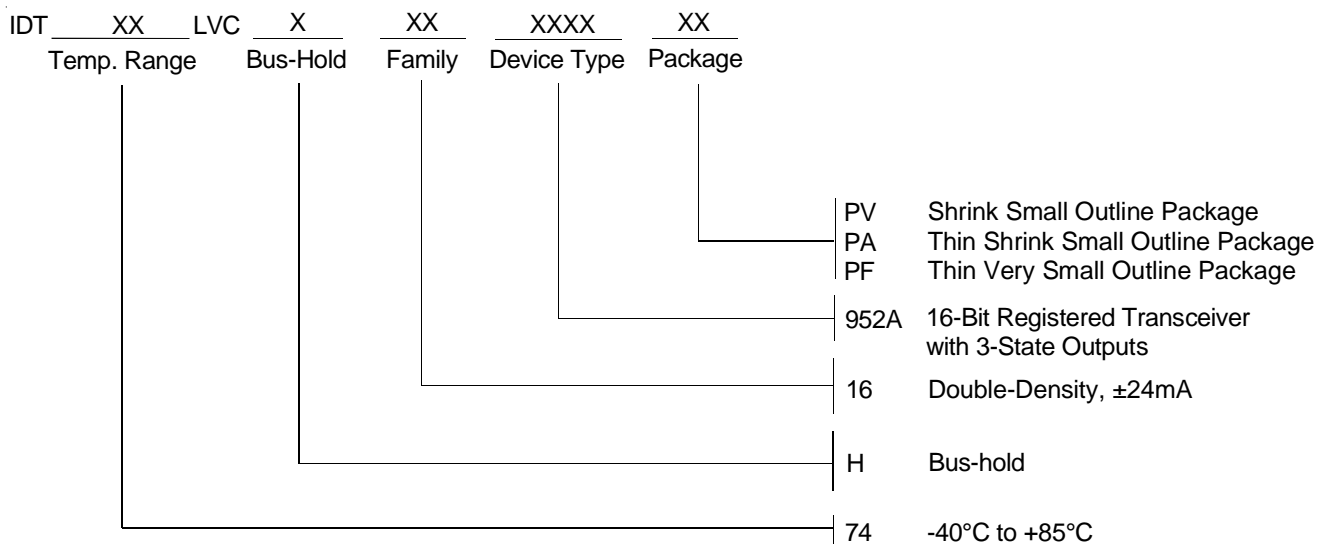 IDT XX LVC X XX XXXX XX
Temp. Range Bus-Hold Family Device Type Package
PV Shrink Small Outline Package
PA Thin Shrink Small Outline Package
PF Thin Very Small Outline Package
952A 16-Bit Registered Transceiver
with 3-State Outputs
16 Double-Density, ±24mA
H Bus-hold
74 -40°C to +85°C